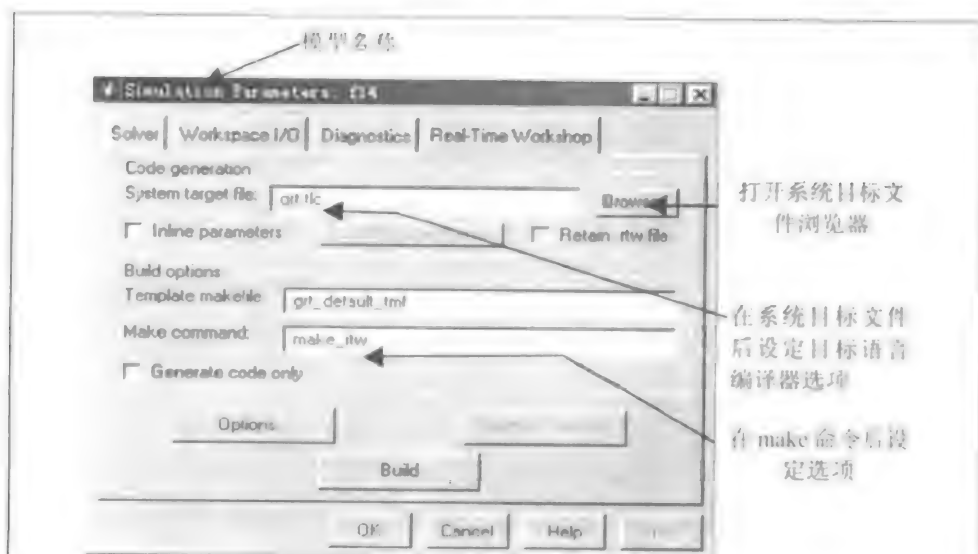 模型名称
Simulation Parameters: f14
Solver Workspace I/O Diagnostics Real-Time Workshop
Code generation
System target file: grt.tlc Browse
Inline parameters Retain .rtw file
Build options
Template makefile: grt_default_tmf
Make command: make_rtw
Generate code only
Options
Build
OK Cancel Help
打开系统目标文
件浏览器
在系统目标文件
后设定目标语言
编译器选项
在 make 命令后设
定选项